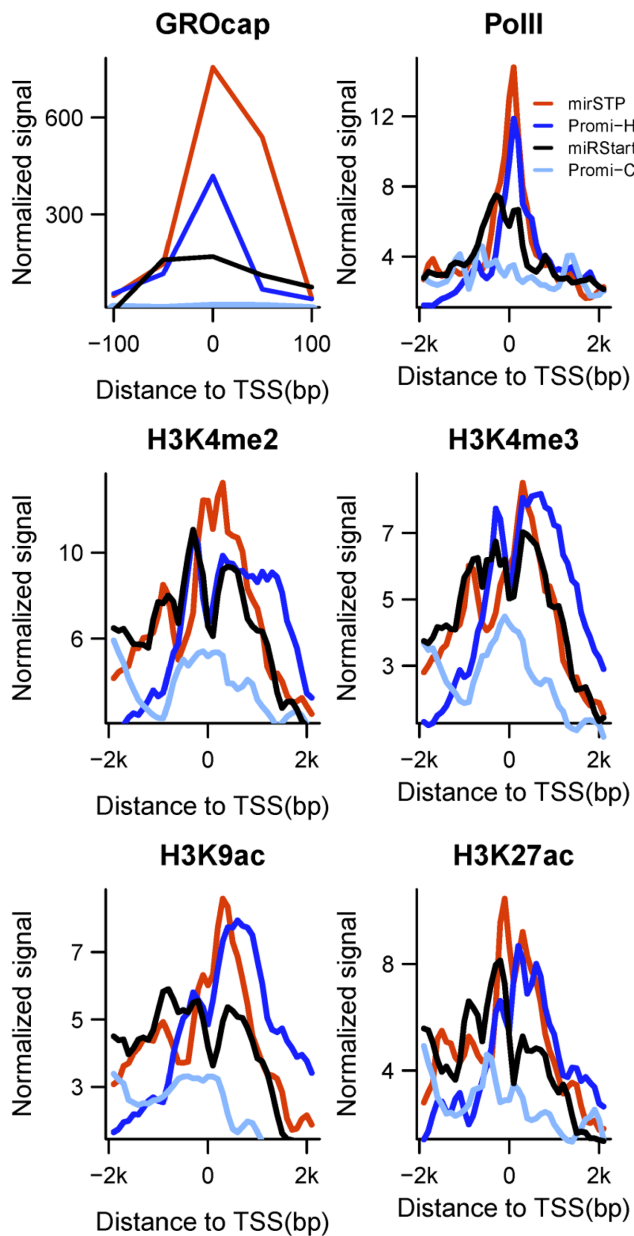 GROcap
Normalized signal
600
300
−100
0
100
Distance to TSS(bp)
PolII
Normalized signal
12
8
4
mirSTP
Promi-H
miRStart
Promi-C
−2k
0
2k
Distance to TSS(bp)
H3K4me2
Normalized signal
10
6
−2k
0
2k
Distance to TSS(bp)
H3K4me3
Normalized signal
7
5
3
−2k
0
2k
Distance to TSS(bp)
H3K9ac
Normalized signal
7
5
3
−2k
0
2k
Distance to TSS(bp)
H3K27ac
Normalized signal
8
4
−2k
0
2k
Distance to TSS(bp)